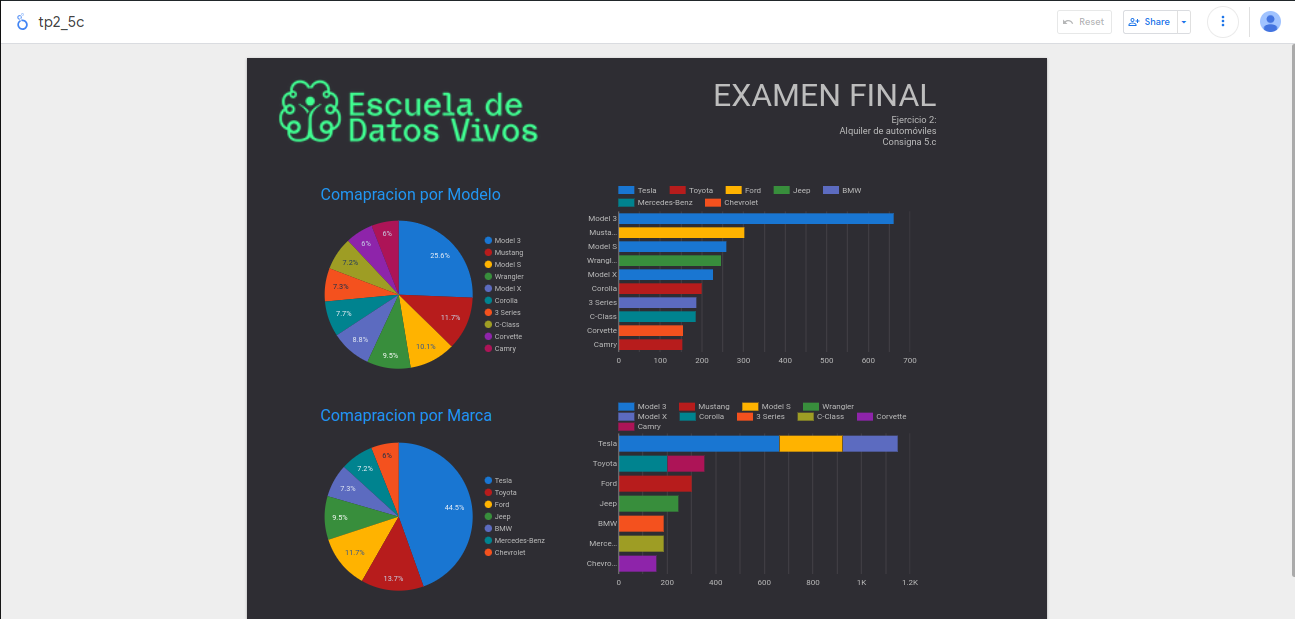 tp2_5c
Reset
Share
Escuela de
Datos Vivos
EXAMEN FINAL
Ejercicio 2:
Alquiler de automóviles
Consigna 5.c
Comapracion por Modelo
25.6%
11.7%
10.1%
9.5%
8.8%
7.7%
7.3%
7.2%
6%
6%
Model 3
Mustang
Model S
Wrangler
Model X
Corolla
3 Series
C-Class
Corvette
Camry
Tesla Toyota Ford Jeep BMW
Mercedes-Benz Chevrolet
Model 3
Musta...
Model S
Wrangl...
Model X
Corolla
3 Series
C-Class
Corvette
Camry
0 100 200 300 400 500 600 700
Comapracion por Marca
44.5%
13.7%
11.7%
9.5%
7.3%
7.2%
6%
Tesla
Toyota
Ford
Jeep
BMW
Mercedes-Benz
Chevrolet
Model 3 Mustang Model S Wrangler
Model X Corolla 3 Series C-Class Corvette
Camry
Tesla
Toyota
Ford
Jeep
BMW
Merce...
Chevro...
0 200 400 600 800 1K 1.2K